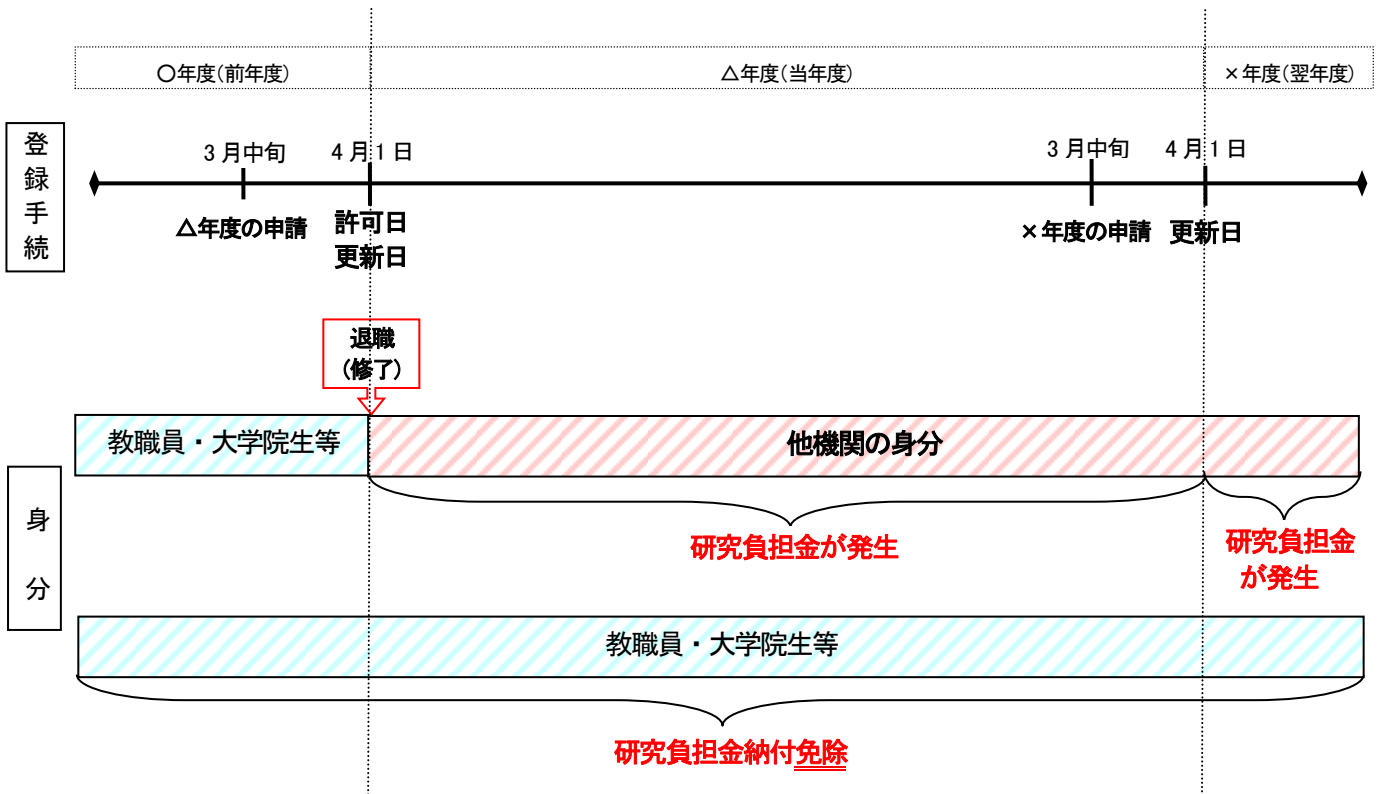 〇年度(前年度)
△年度(当年度)
×年度(翌年度)
登録手続
3月中旬
4月1日
3月中旬
4月1日
△年度の申請
許可日
更新日
×年度の申請
更新日
退職
(修了)
教職員・大学院生等
他機関の身分
身分
研究負担金が発生
研究負担金
が発生
教職員・大学院生等
研究負担金納付免除